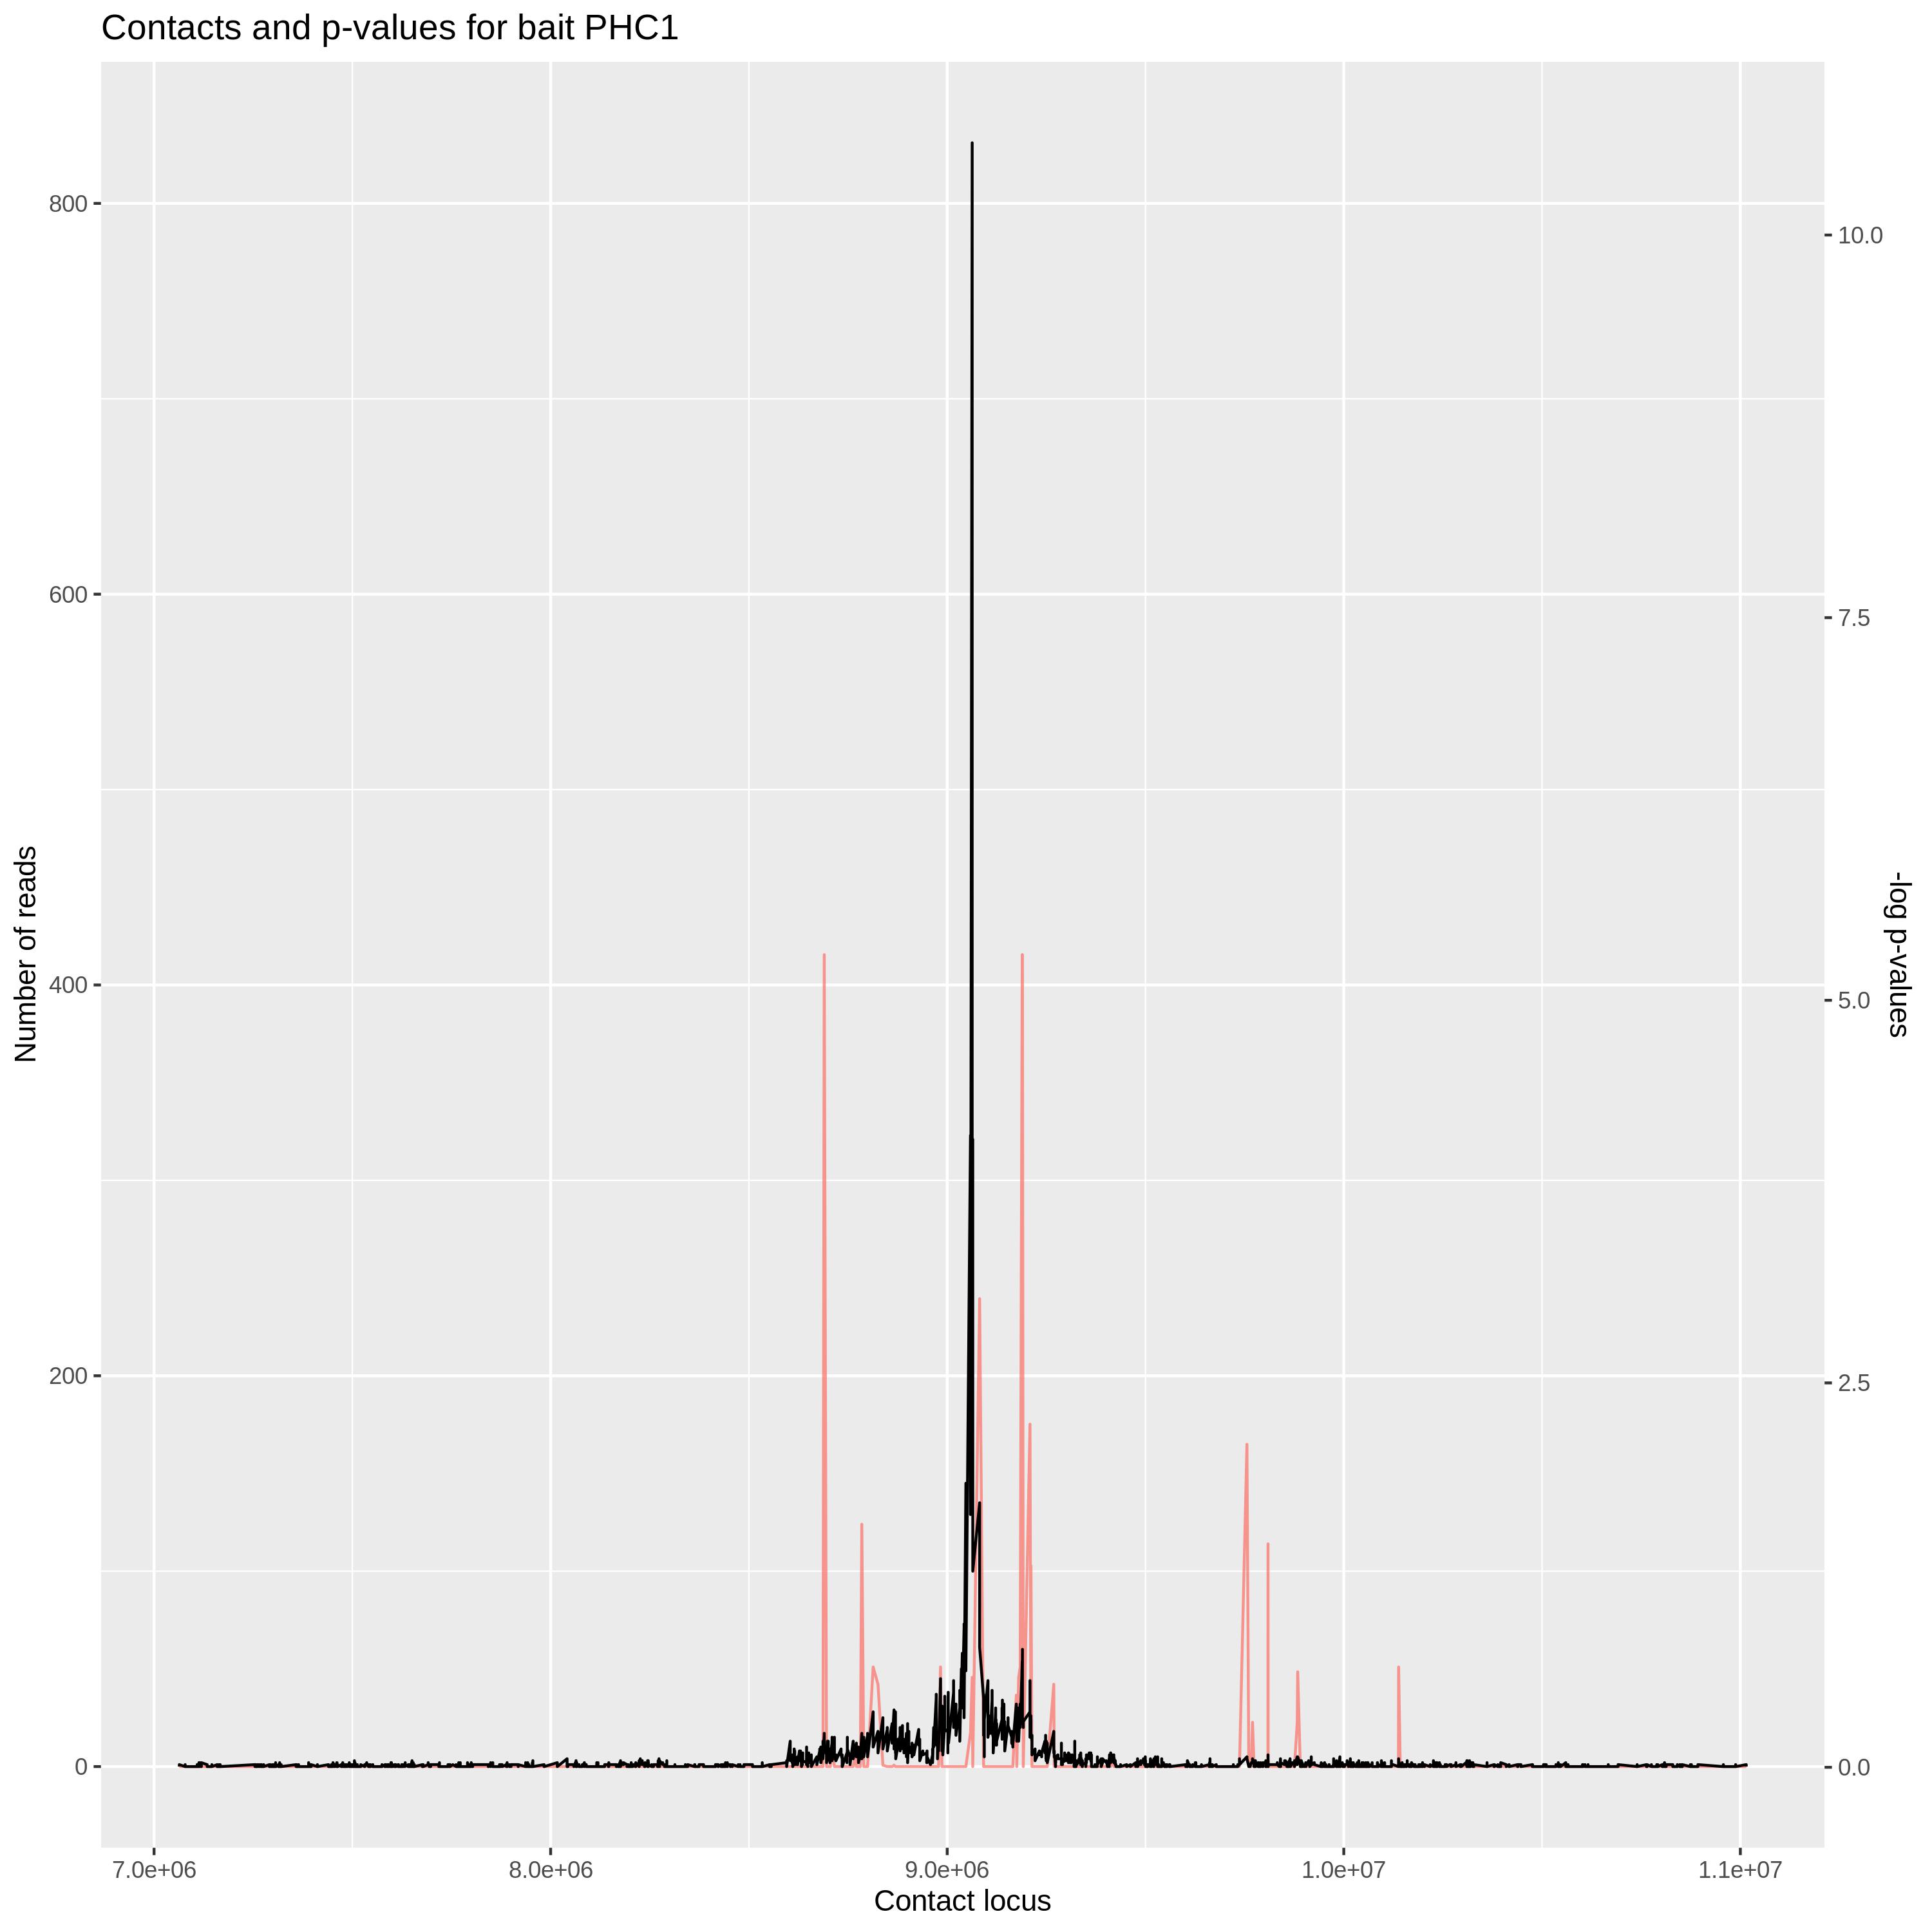 Contacts and p-values for bait PHC1
800
600
400
200
0
Number of reads
10.0
7.5
5.0
2.5
0.0
-log p-values
7.0e+06
8.0e+06
9.0e+06
1.0e+07
1.1e+07
Contact locus